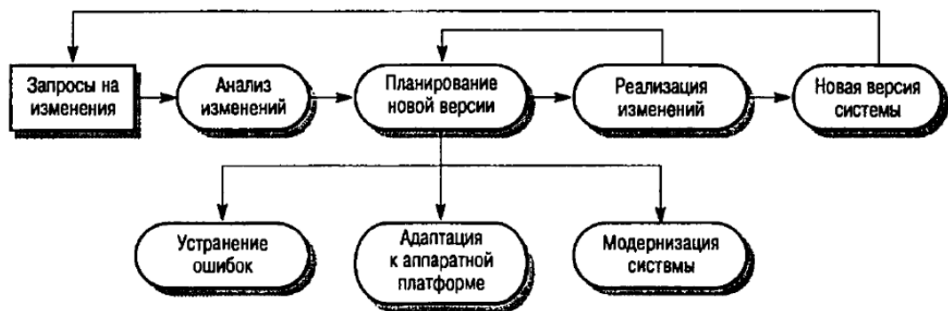 Запросы на
изменения
Анализ
изменений
Планирование
новой версии
Реализация
изменений
Новая версия
системы
Устранение
ошибок
Адаптация
к аппаратной
платформе
Модернизация
систвмы